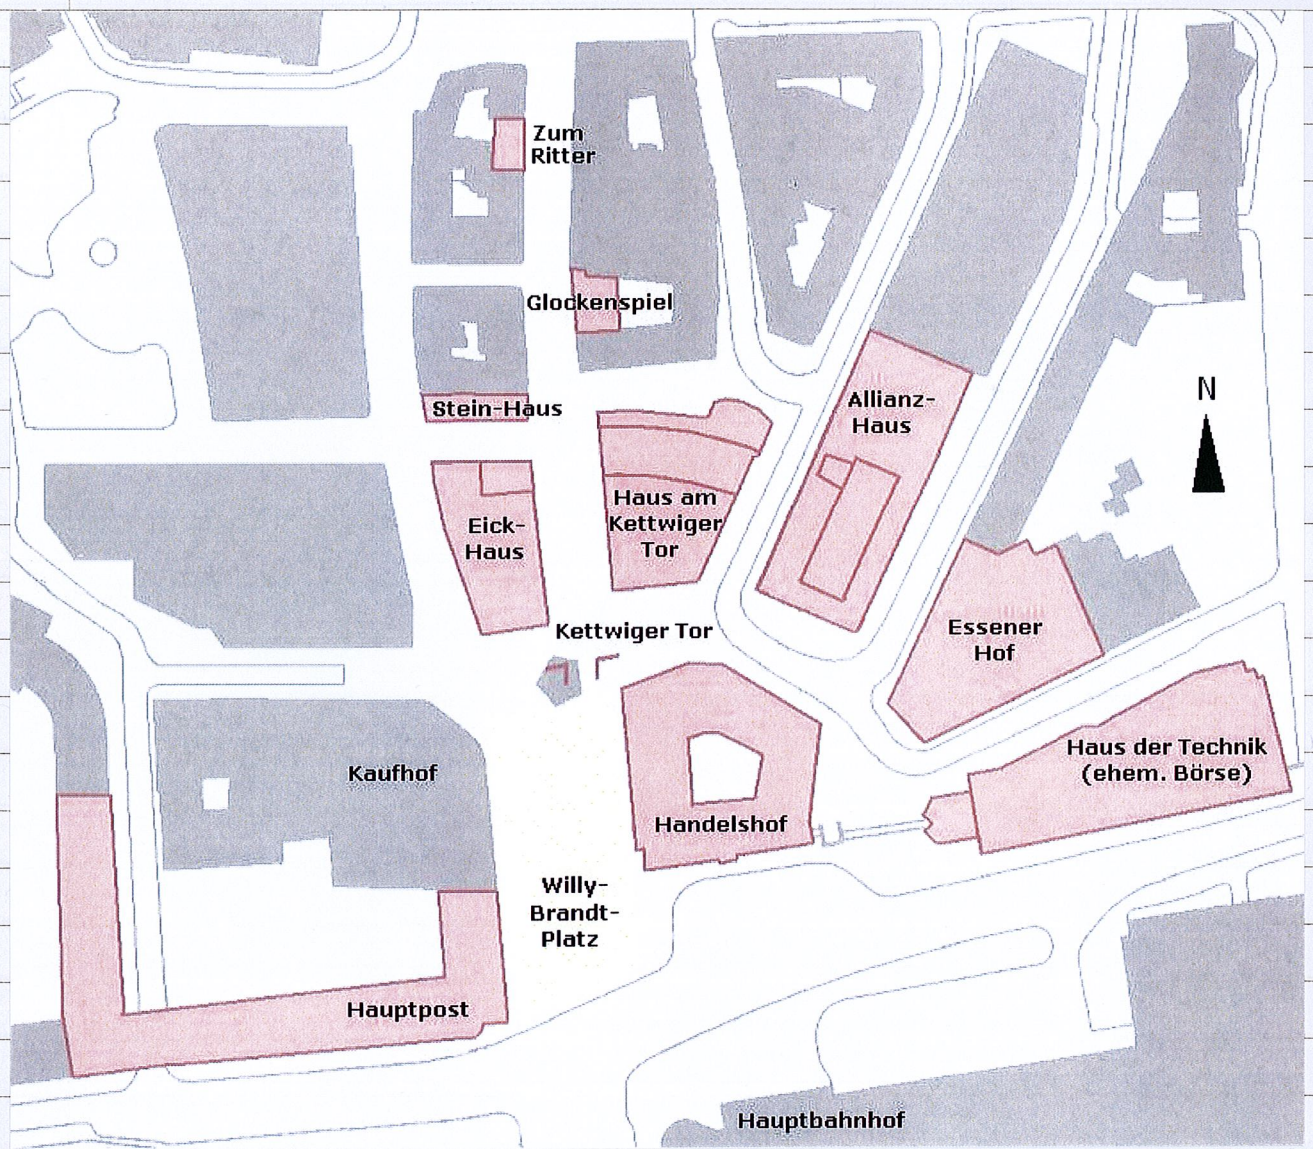 Zum
Ritter
Glockenspiel
Stein-Haus
Allianz-
Haus
N
Haus am
Kettwiger
Tor
Eick-
Haus
Kettwiger Tor
Essener
Hof
Haus der Technik
(ehem. Börse)
Kaufhof
Handelshof
Willy-
Brandt-
Platz
Hauptpost
Hauptbahnhof